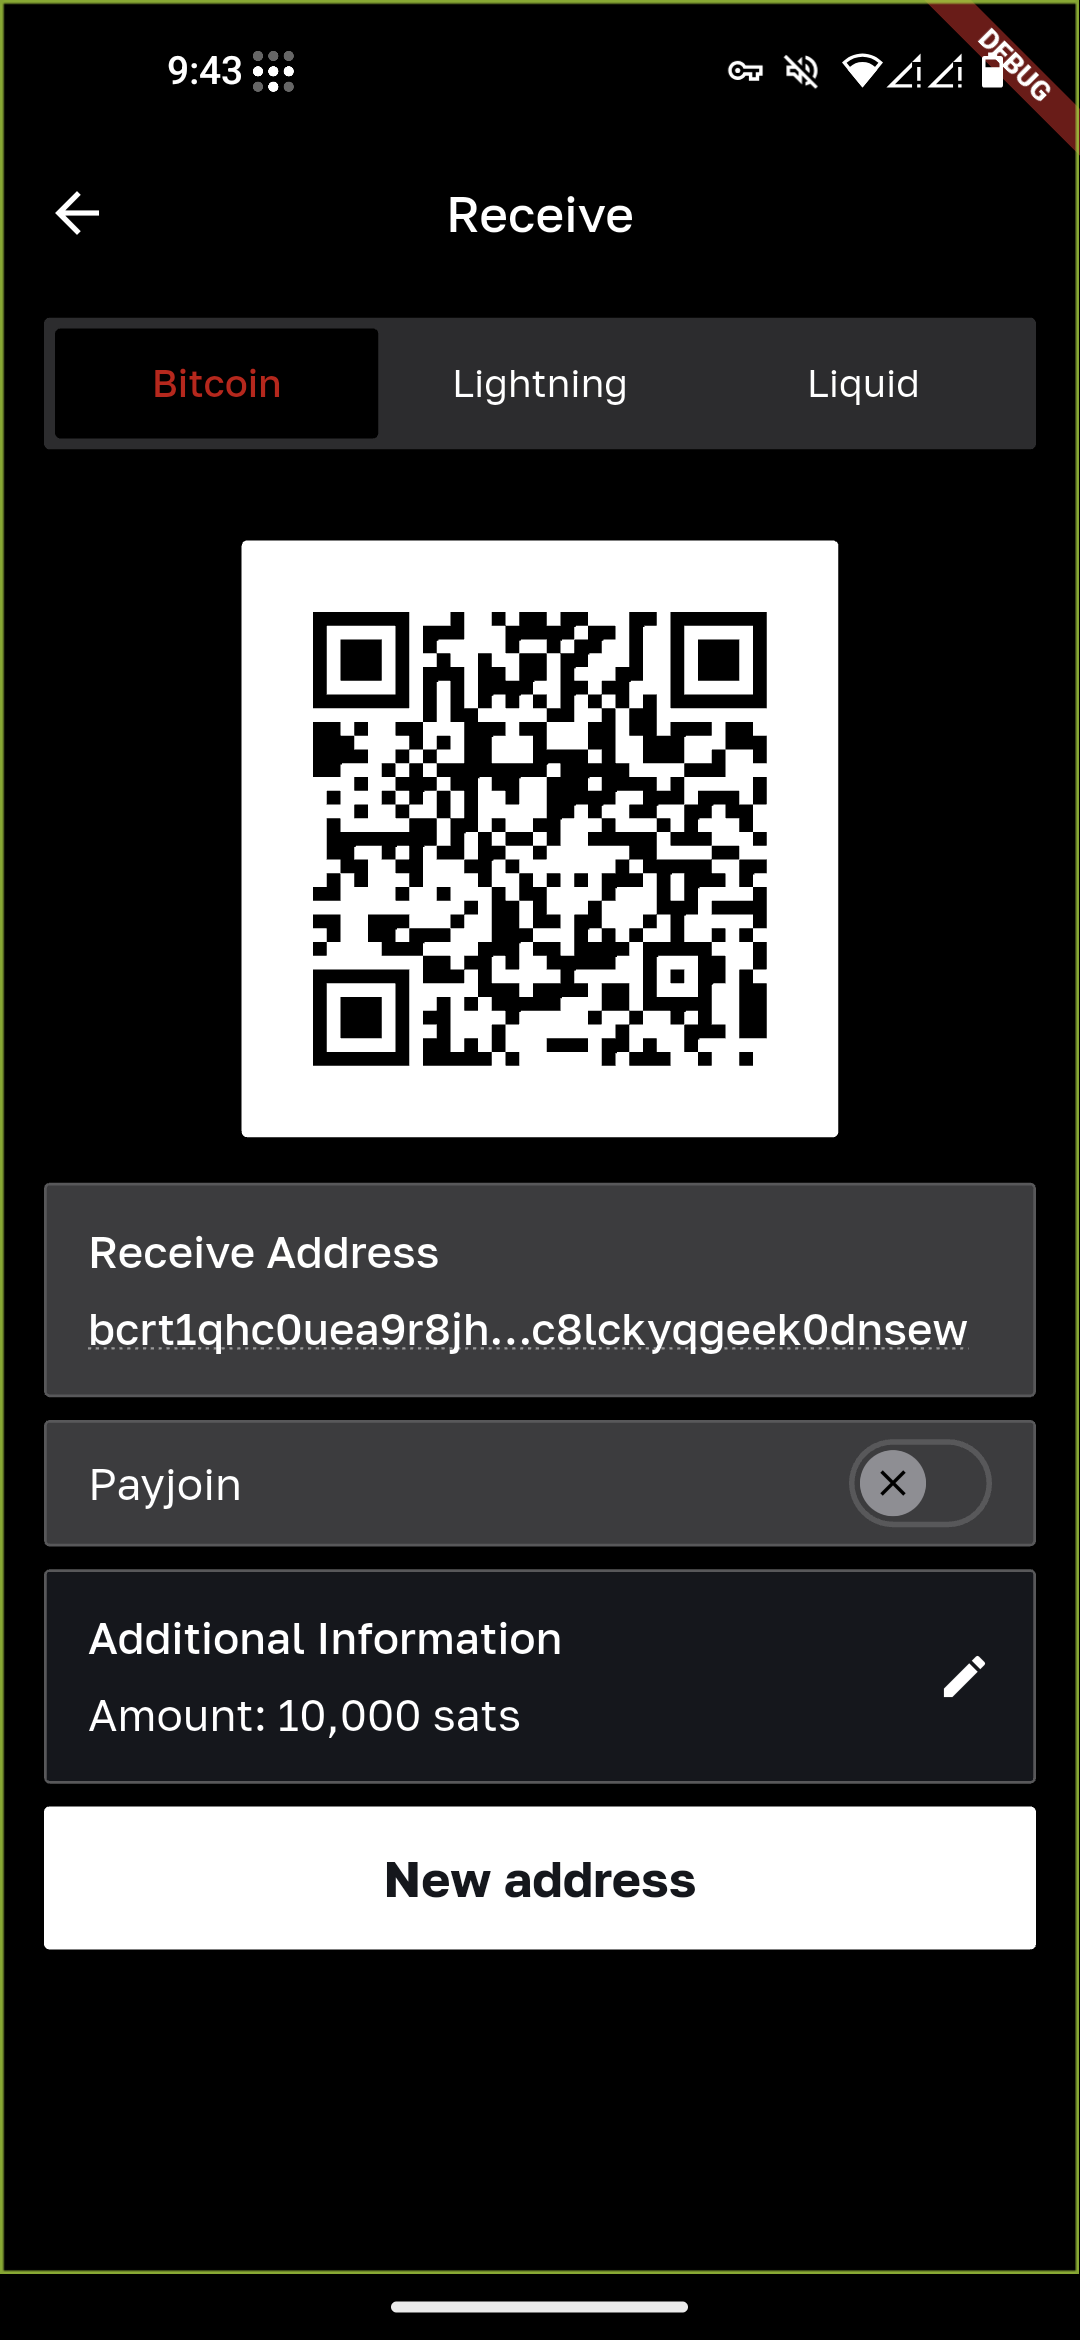 9:43
DEBUG
Receive
Bitcoin Lightning Liquid
Receive Address
bcrt1qhc0uea9r8jh...c8lckyqgeek0dnsew
Payjoin
Additional Information
Amount: 10,000 sats
New address